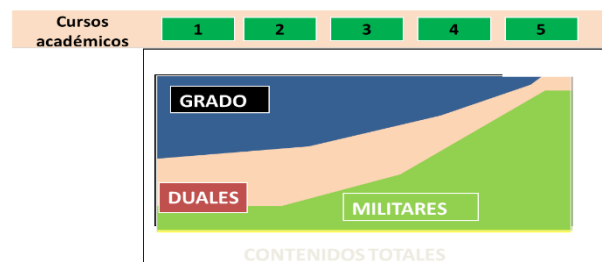 Cursos
académicos
1 2 3 4 5
GRADO
DUALES
MILITARES
CONTENIDOS TOTALES